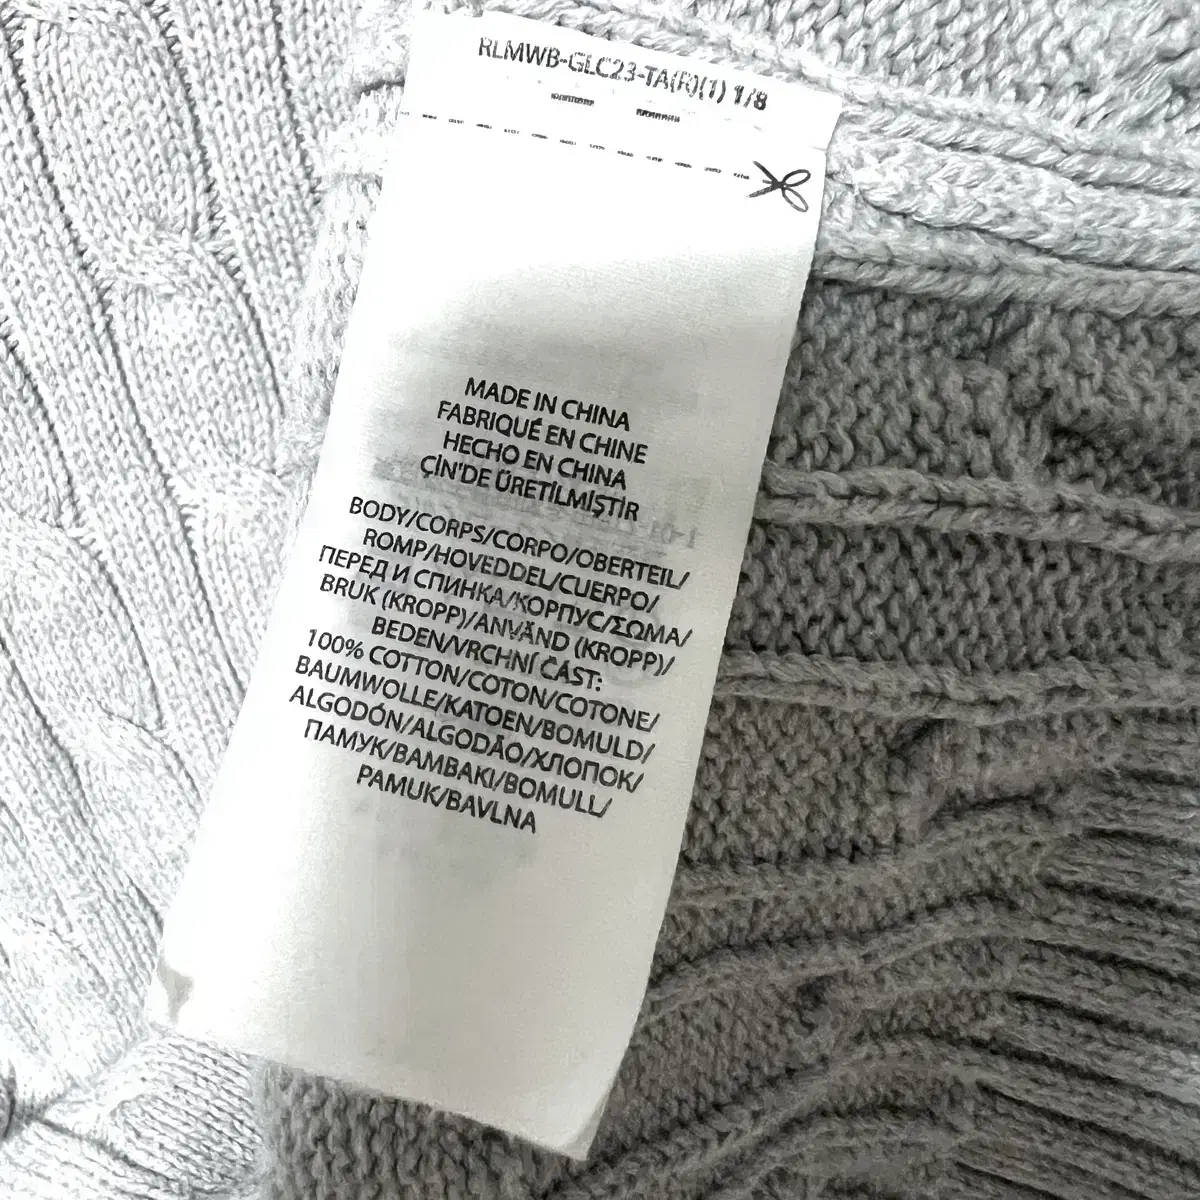 RLMWB-GLC23-TA(R)(1) 1/8
MADE IN CHINA
FABRIQUÉ EN CHINE
HECHO EN CHINA
ÇİN'DE ÜRETİLMİŞTİR
BODY/CORPS/CORPO/OBERTEIL/
ROMP/HOVEDDEL/CUERPO/
ПЕРЕД И СПИНКА/КОРПУС/ΣΩΜΑ/
BRUK (KROPP)/ANVÄND (KROPP)/
BEDEN/VRCHNÍ ČÁST:
100% COTTON/COTON/COTONE/
BAUMWOLLE/KATOEN/BOMULD/
ALGODÓN/ALGODÃO/ХЛОПОК/
ПАМУК/ΒΑΜΒΑΚΙ/BOMULL/
PAMUK/BAVLNA